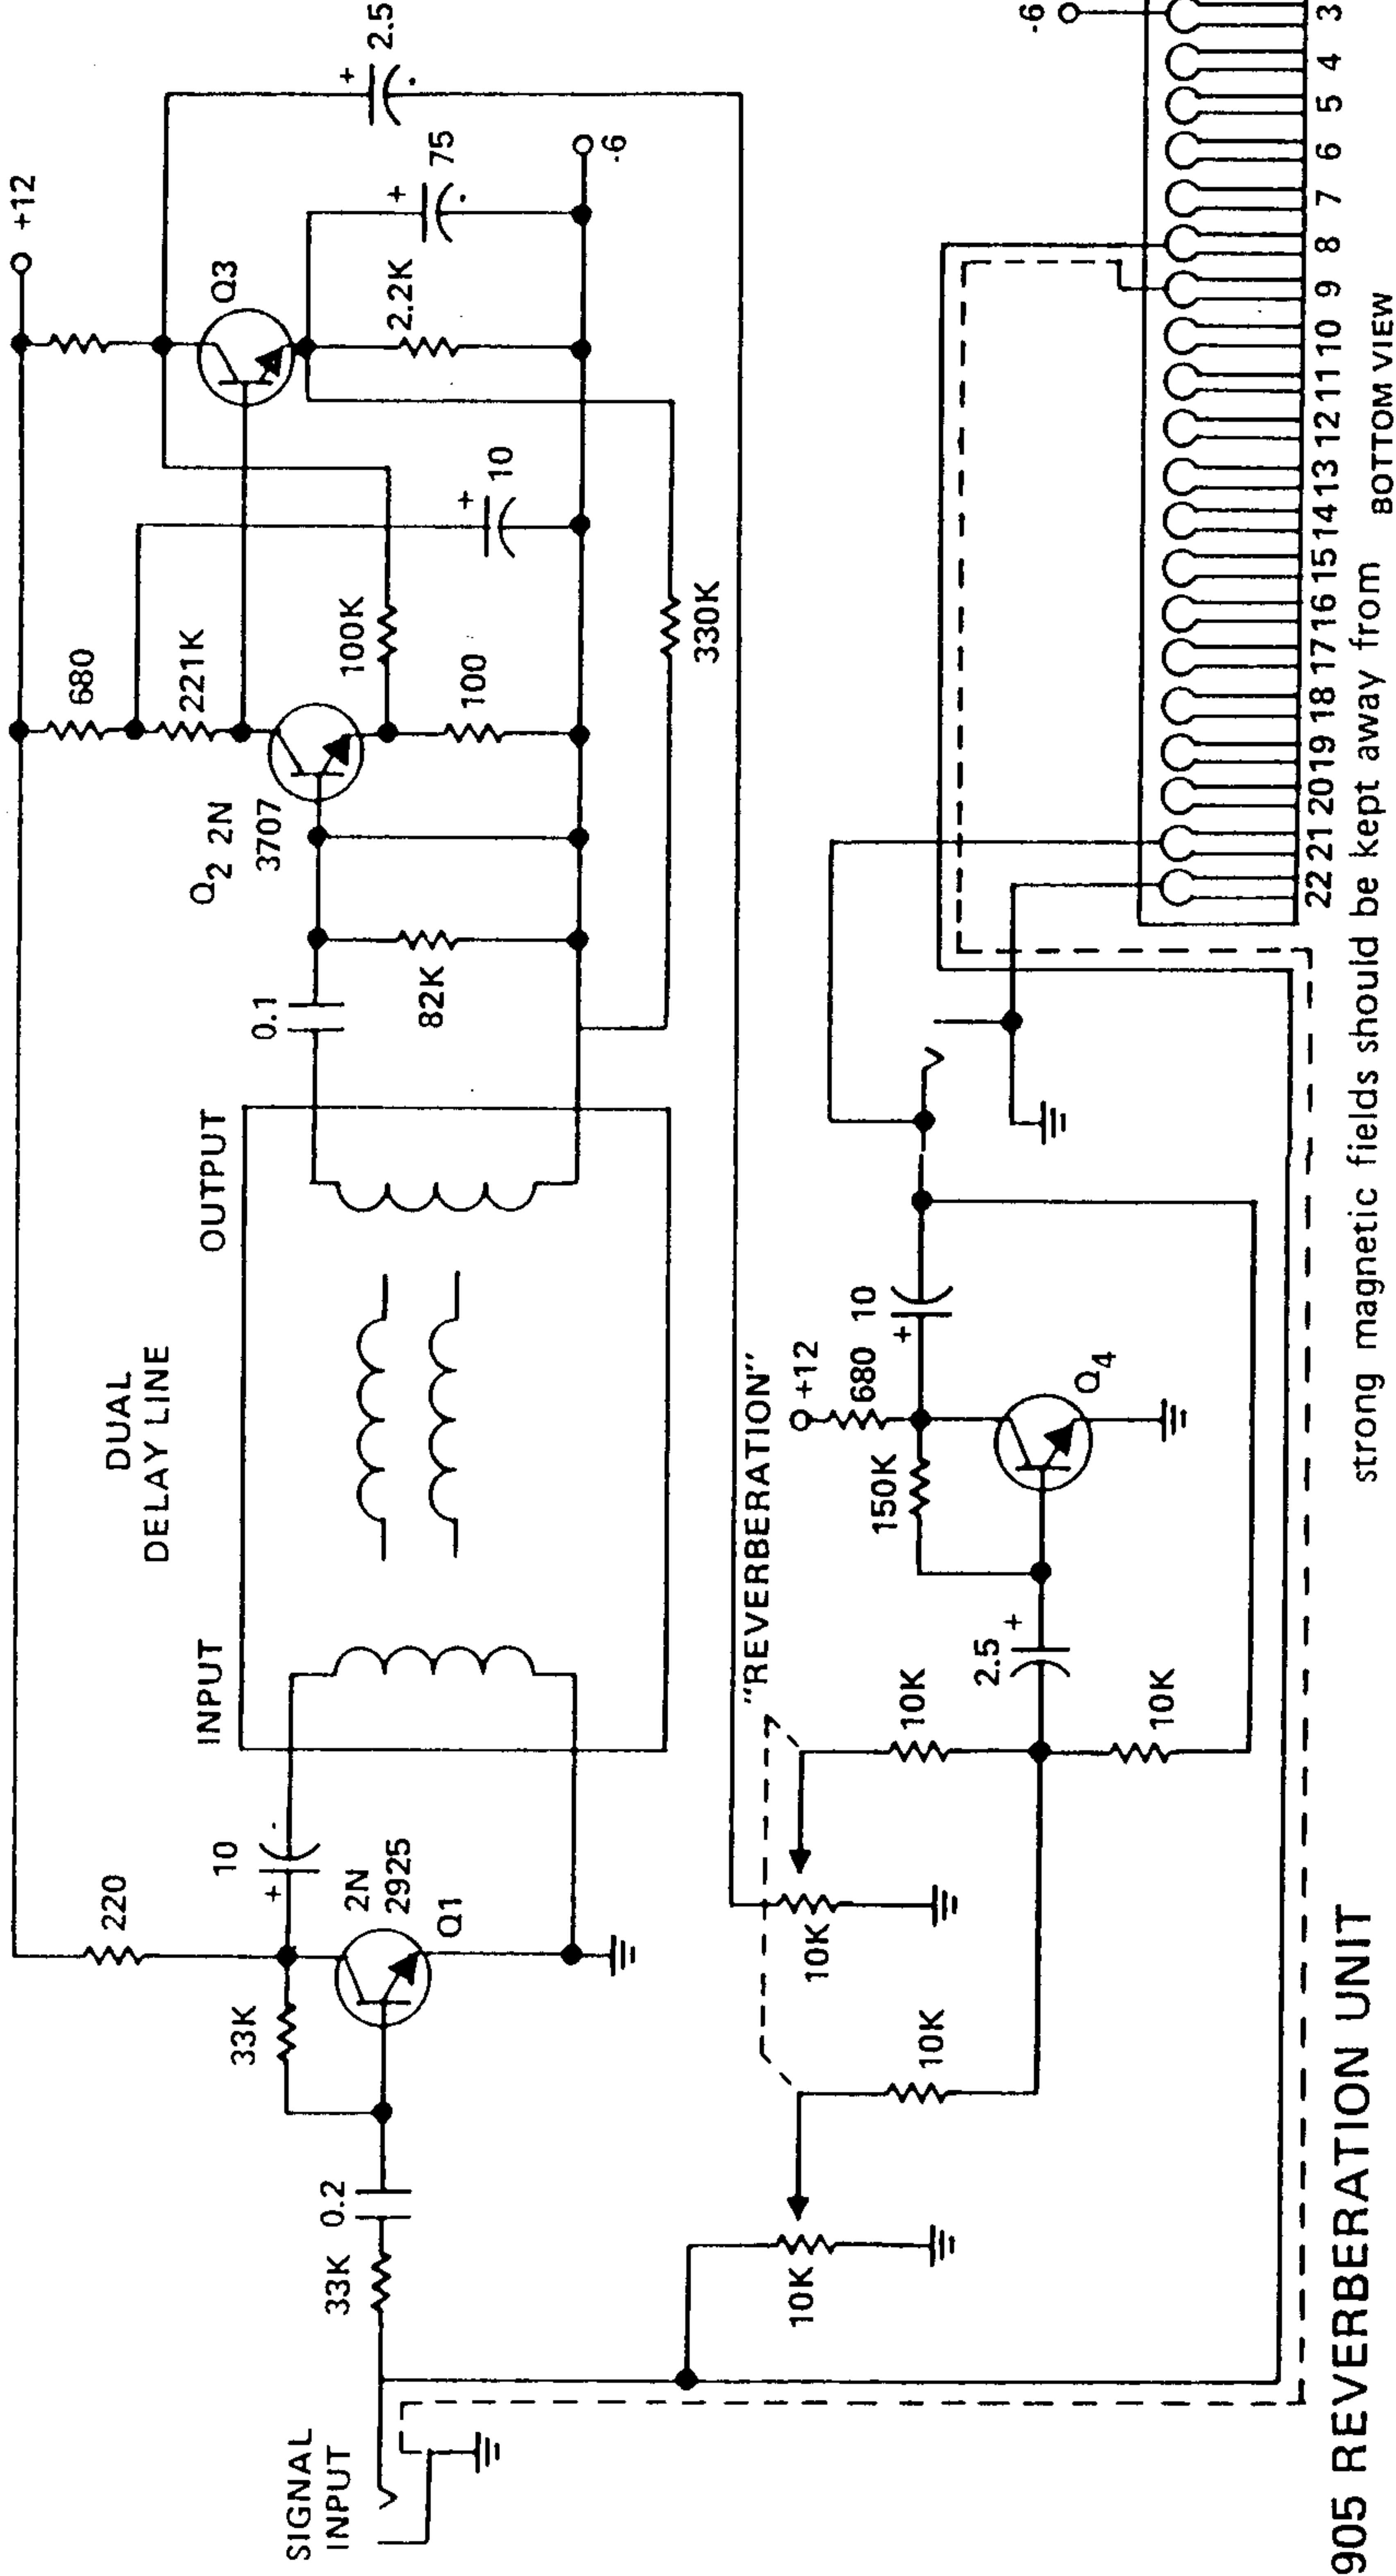 +12
680
220
DUAL
DELAY LINE
221K
Q3
Q2 2N
3707
INPUT
OUTPUT
10
+
0.1
33K
2N
2925
Q1
SIGNAL
INPUT
33K
0.2
82K
100K
100
+
10
2.2K
+
75
+
2.5
-6
330K
"REVERBERATION"
10K
10K
10K
10K
10K
2.5
+
150K
680
+12
+
10
Q4
-6
22 21 20 19 18 17 16 15 14 13 12 11 10 9 8 7 6 5 4 3
BOTTOM VIEW
905 REVERBERATION UNIT
strong magnetic fields should be kept away from